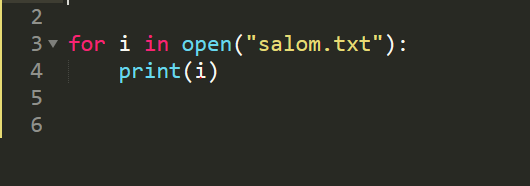 2
3 for i in open("salom.txt"):
4     print(i)
5
6